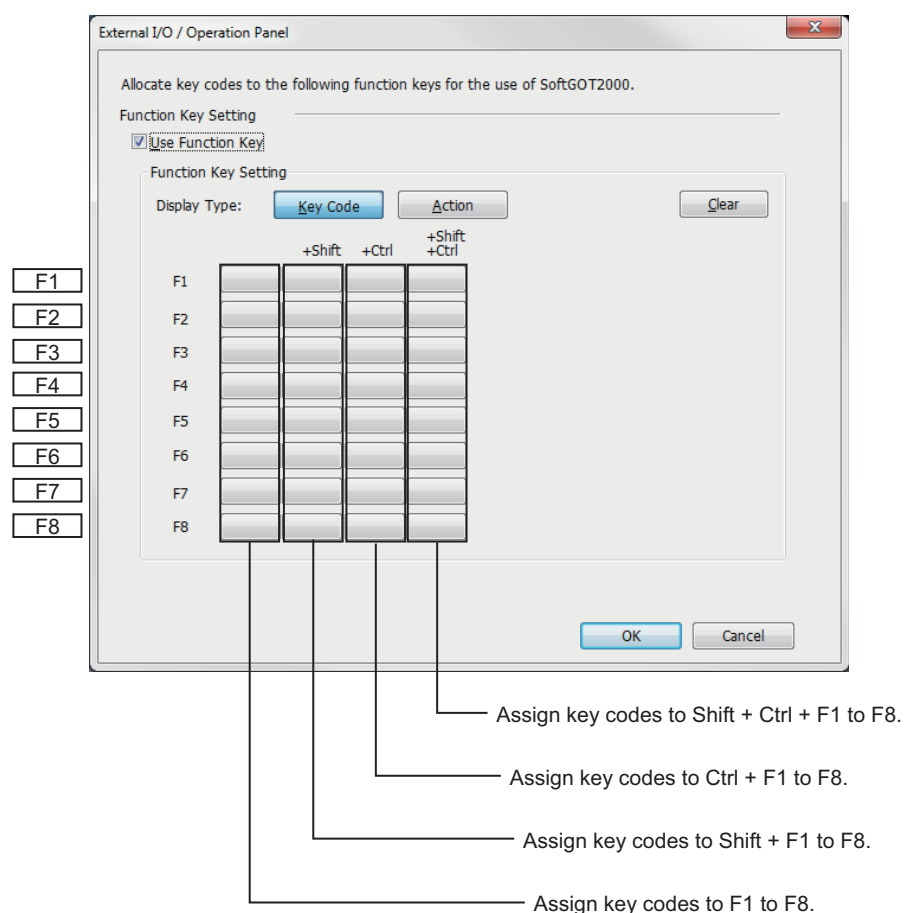 External I/O / Operation Panel
x
Allocate key codes to the following function keys for the use of SoftGOT2000.
Function Key Setting
Use Function Key
Function Key Setting
Display Type: Key Code Action Clear
+Shift +Ctrl +Shift +Ctrl
F1 F1
F2 F2
F3 F3
F4 F4
F5 F5
F6 F6
F7 F7
F8 F8
OK Cancel
Assign key codes to Shift + Ctrl + F1 to F8.
Assign key codes to Ctrl + F1 to F8.
Assign key codes to Shift + F1 to F8.
Assign key codes to F1 to F8.